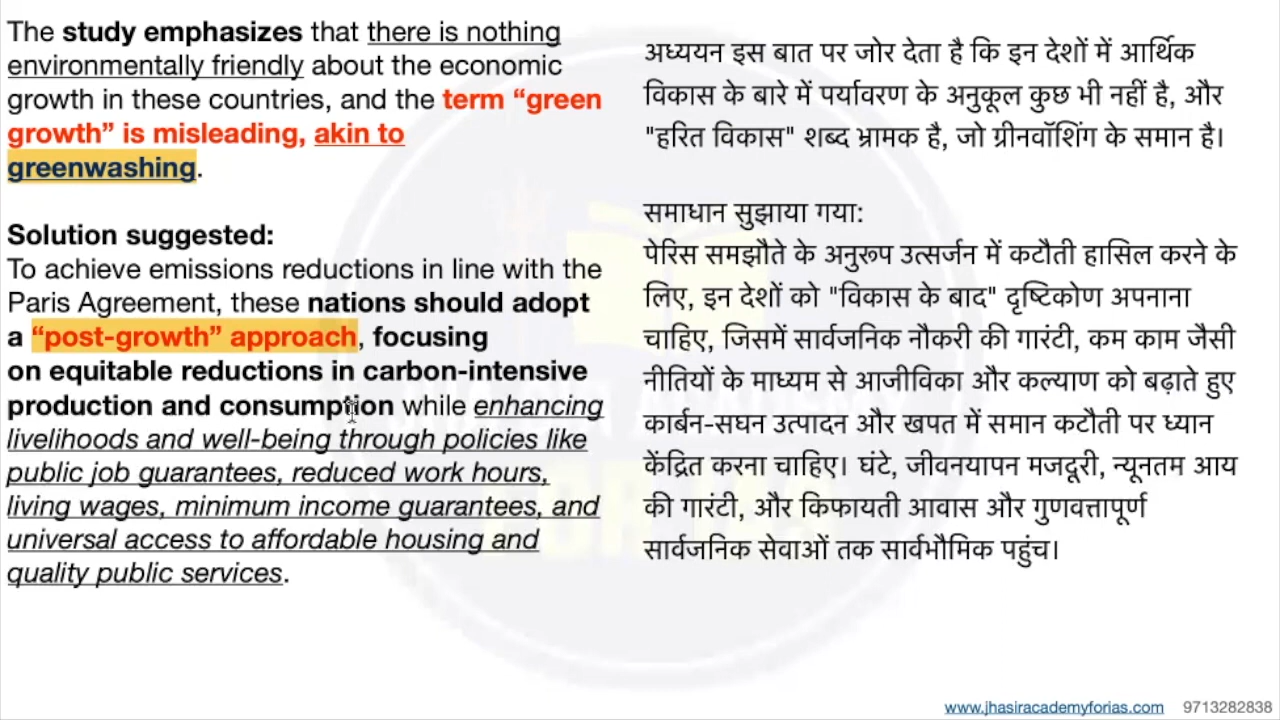 The study emphasizes that there is nothing
environmentally friendly about the economic
growth in these countries, and the term “green
growth” is misleading, akin to
greenwashing.
Solution suggested:
To achieve emissions reductions in line with the
Paris Agreement, these nations should adopt
a “post-growth” approach, focusing
on equitable reductions in carbon-intensive
production and consumption while enhancing
livelihoods and well-being through policies like
public job guarantees, reduced work hours,
living wages, minimum income guarantees, and
universal access to affordable housing and
quality public services.
अध्ययन इस बात पर जोर देता है कि इन देशों में आर्थिक
विकास के बारे में पर्यावरण के अनुकूल कुछ भी नहीं है, और
"हरित विकास" शब्द भ्रामक है, जो ग्रीनवॉशिंग के समान है।
समाधान सुझाया गया:
पेरिस समझौते के अनुरूप उत्सर्जन में कटौती हासिल करने के
लिए, इन देशों को "विकास के बाद" दृष्टिकोण अपनाना
चाहिए, जिसमें सार्वजनिक नौकरी की गारंटी, कम काम जैसी
नीतियों के माध्यम से आजीविका और कल्याण को बढ़ाते हुए
कार्बन-सघन उत्पादन और खपत में समान कटौती पर ध्यान
केंद्रित करना चाहिए। घंटे, जीवनयापन मजदूरी, न्यूनतम आय
की गारंटी, और किफायती आवास और गुणवत्तापूर्ण
सार्वजनिक सेवाओं तक सार्वभौमिक पहुंच।
www.jhasiracademyforias.com 9713282838